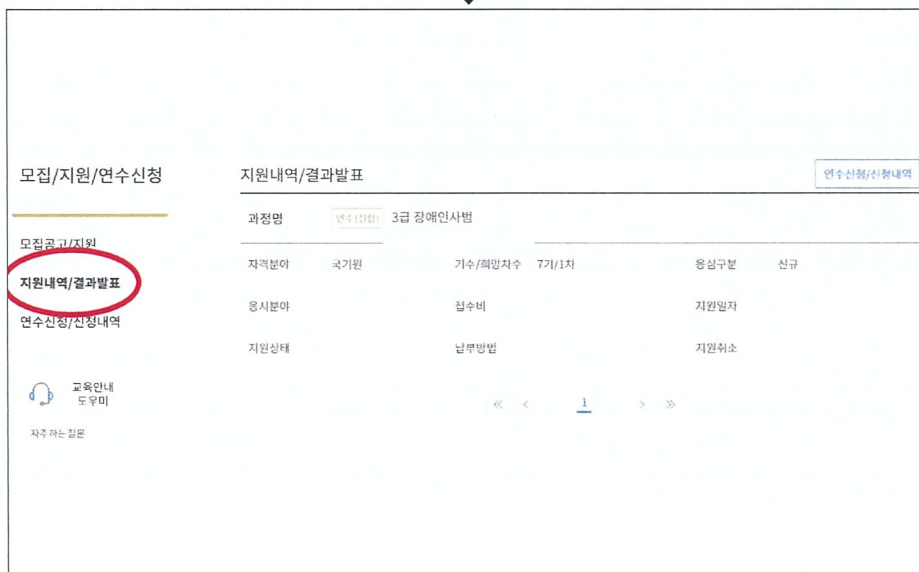 모집/지원/연수신청
모집공고/지원
지원내역/결과발표
연수신청/신청내역
교육안내
도우미
자주 하는 질문
지원내역/결과발표
연수신청/신청내역
과정명 연수(신청) 3급 장애인사범
자격분야 국기원 기수/희망차수 7기/1차 응심구분 신규
응시분야 접수비 지원일자
지원상태 납부방법 지원취소
« < 1 > »